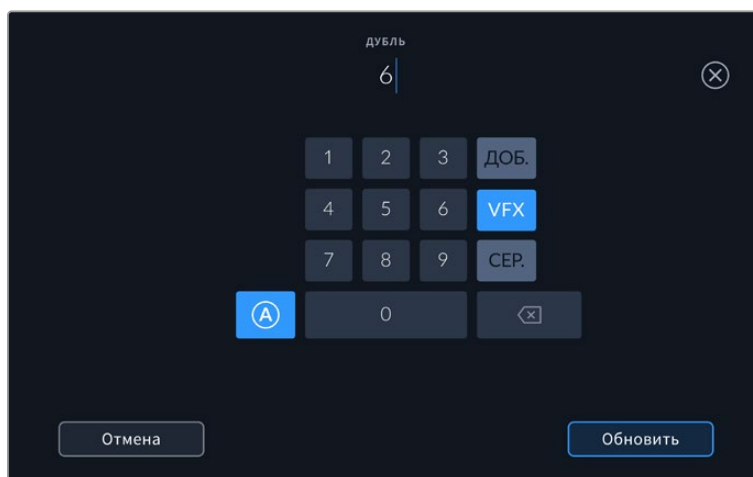 ДУБЛЬ
6
1 2 3 ДОБ.
4 5 6 VFX
7 8 9 СЕР.
A 0
Отмена Обновить